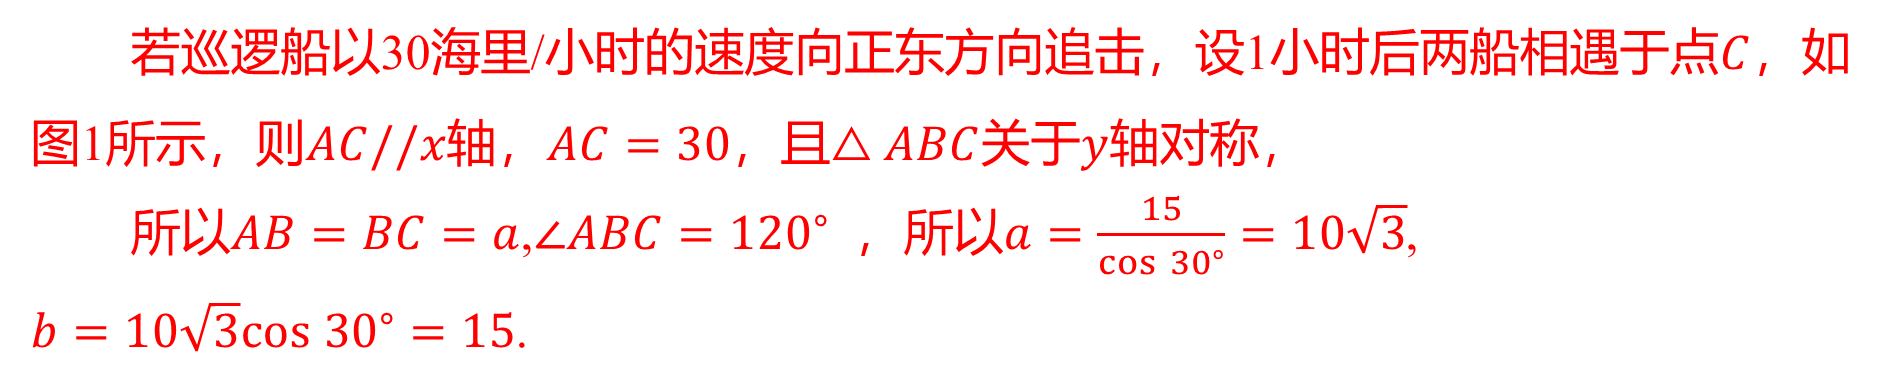 若巡逻船以30海里/小时的速度向正东方向追击，设1小时后两船相遇于点C，如
图1所示，则AC//x轴，AC = 30，且△ ABC关于y轴对称，
所以AB = BC = a,∠ABC = 120°，所以a = \frac{15}{cos 30°} = 10√3,
b = 10√3cos 30° = 15.